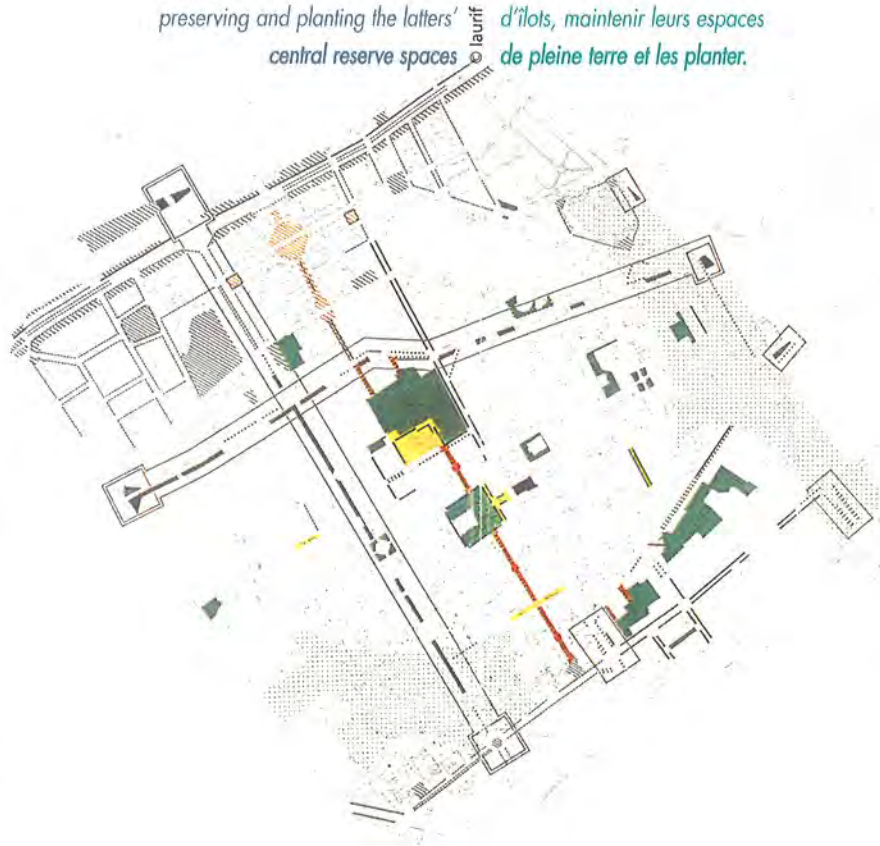 preserving and planting the latters'
central reserve spaces
© laurif
d'îlots, maintenir leurs espaces
de pleine terre et les planter.